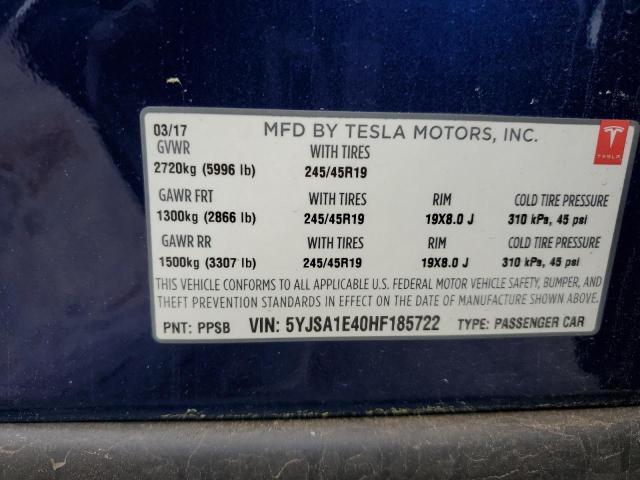 03/17 MFD BY TESLA MOTORS, INC.
GVWR WITH TIRES
2720kg (5996 lb) 245/45R19
TESLA
GAWR FRT WITH TIRES RIM COLD TIRE PRESSURE
1300kg (2866 lb) 245/45R19 19X8.0 J 310 kPa, 45 psi
GAWR RR WITH TIRES RIM COLD TIRE PRESSURE
1500kg (3307 lb) 245/45R19 19X8.0 J 310 kPa, 45 psi
THIS VEHICLE CONFORMS TO ALL APPLICABLE U.S. FEDERAL MOTOR VEHICLE SAFETY, BUMPER, AND
THEFT PREVENTION STANDARDS IN EFFECT ON THE DATE OF MANUFACTURE SHOWN ABOVE.
PNT: PPSB VIN: 5YJSA1E40HF185722 TYPE: PASSENGER CAR